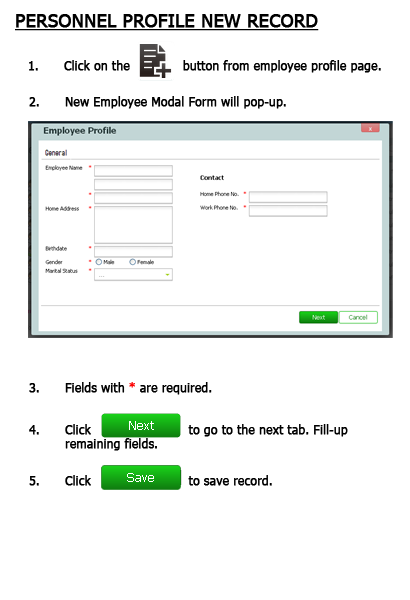 PERSONNEL PROFILE NEW RECORD
1. Click on the button from employee profile page.
2. New Employee Modal Form will pop-up.
Employee Profile x
General
Employee Name *
*
Home Address *
Birthdate *
Gender * Male Female
Marital Status * ...
Contact
Home Phone No. *
Work Phone No. *
Next Cancel
3. Fields with * are required.
4. Click Next to go to the next tab. Fill-up
remaining fields.
5. Click Save to save record.